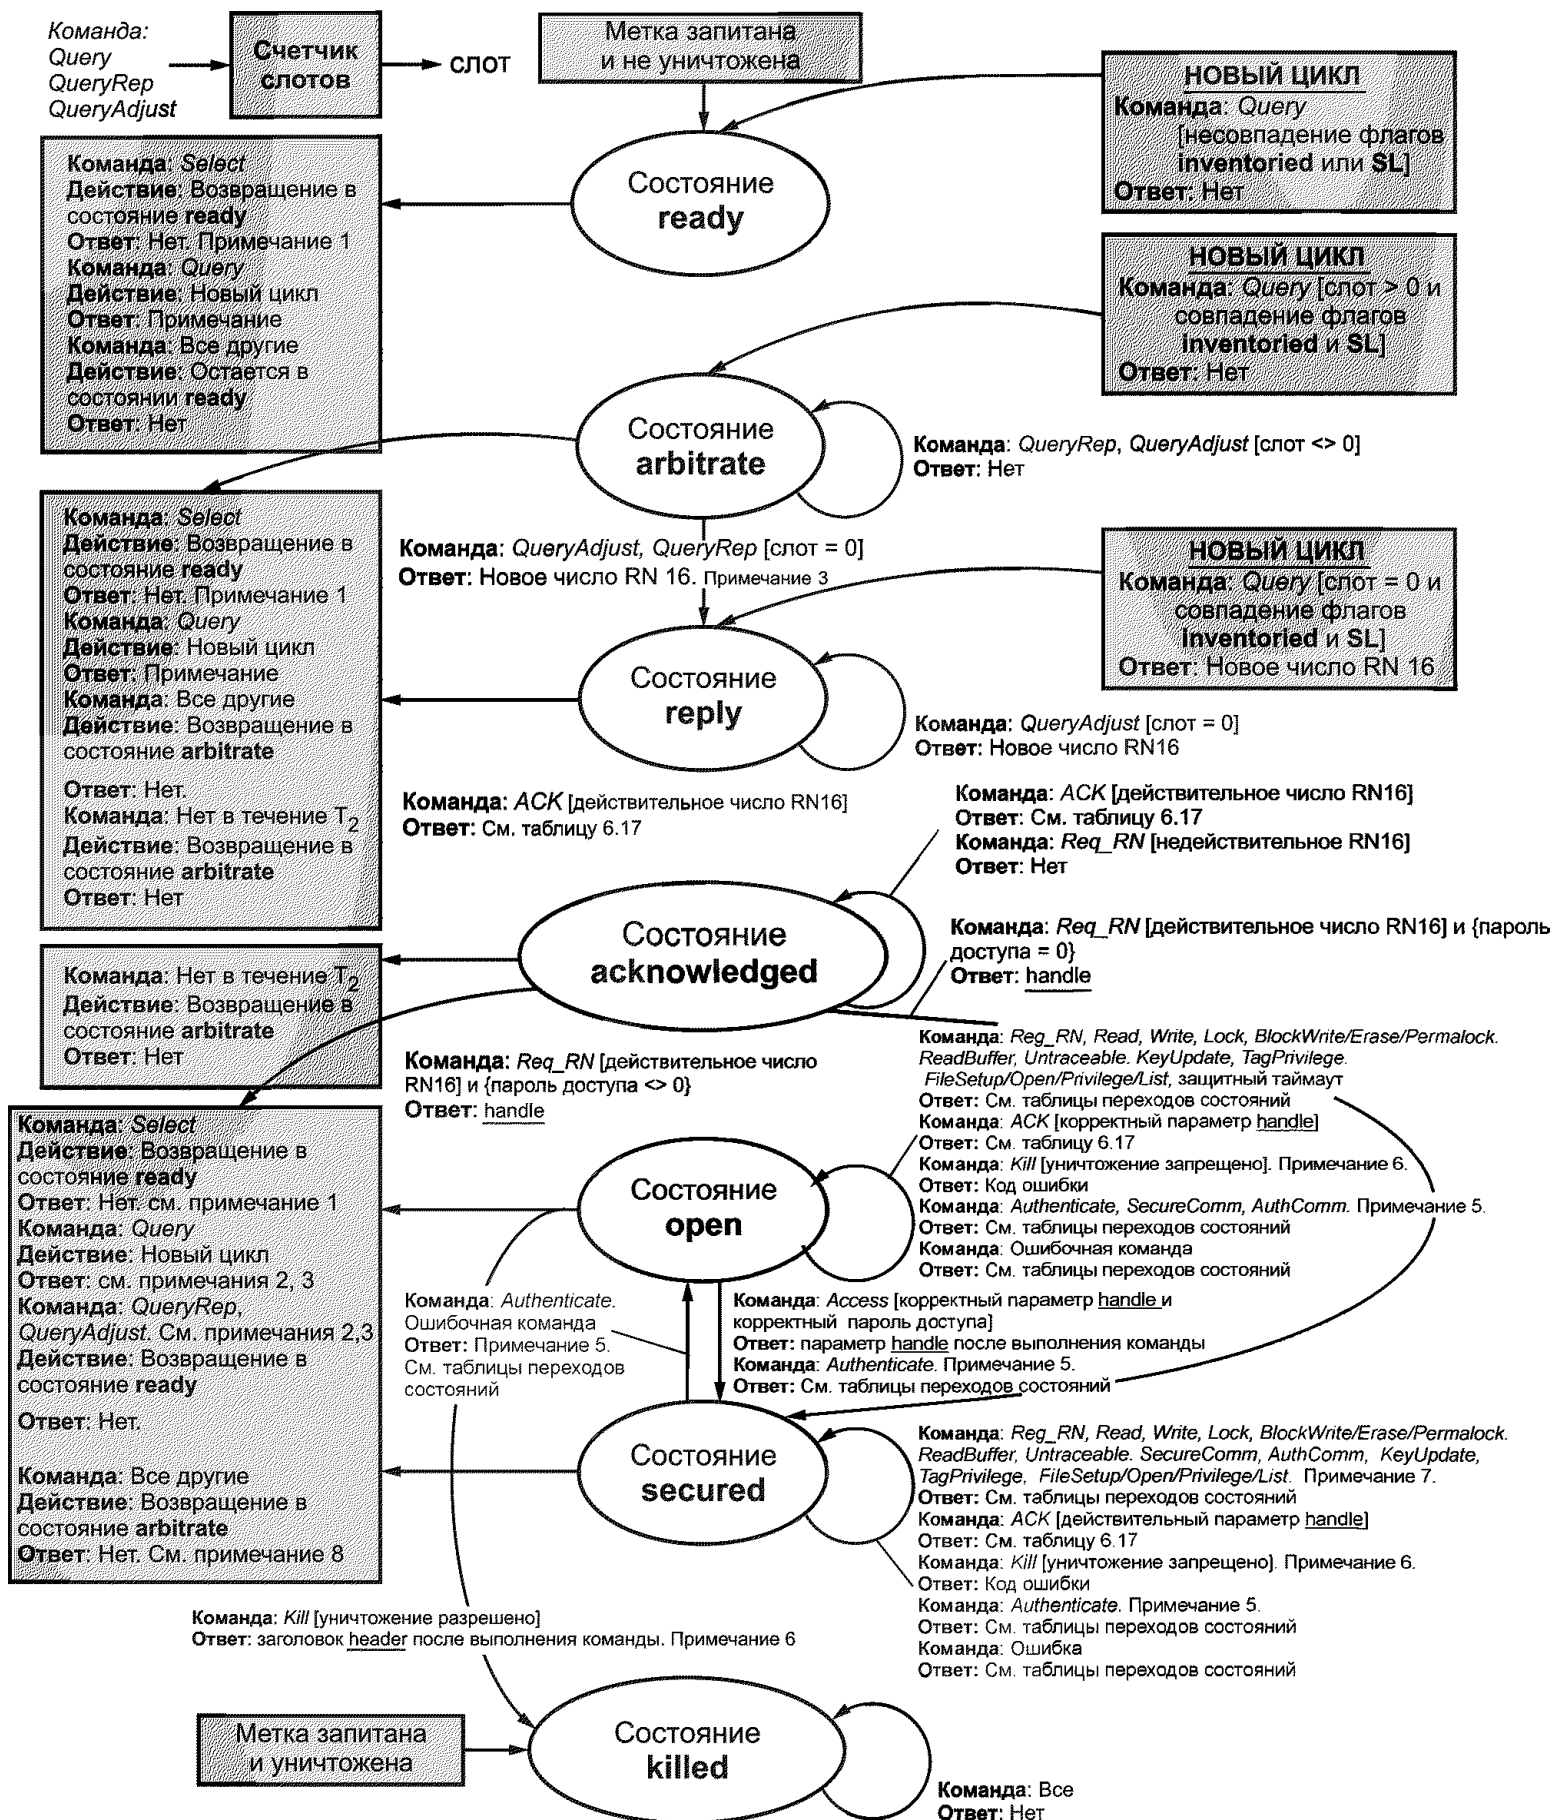 Команда:
Query
QueryRep
QueryAdjust
Счетчик
слотов
СЛОТ
Метка запитана
и не уничтожена
НОВЫЙ ЦИКЛ
Команда: Query
[несовпадение флагов
inventoried или SL]
Ответ: Нет
Команда: Select
Действие: Возвращение в
состояние ready
Ответ: Нет. Примечание 1
Команда: Query
Действие: Новый цикл
Ответ: Примечание
Команда: Все другие
Действие: Остается в
состоянии ready
Ответ: Нет
Состояние
ready
НОВЫЙ ЦИКЛ
Команда: Query [слот > 0 и
совпадение флагов
inventoried и SL]
Ответ: Нет
Состояние
arbitrate
Команда: QueryRep, QueryAdjust [слот <> 0]
Ответ: Нет
Команда: Select
Действие: Возвращение в
состояние ready
Ответ: Нет. Примечание 1
Команда: Query
Действие: Новый цикл
Ответ: Примечание
Команда: Все другие
Действие: Возвращение в
состояние arbitrate
Ответ: Нет.
Команда: Нет в течение T2
Действие: Возвращение в
состояние arbitrate
Ответ: Нет
Команда: QueryAdjust, QueryRep [слот = 0]
Ответ: Новое число RN 16. Примечание 3
НОВЫЙ ЦИКЛ
Команда: Query [слот = 0 и
совпадение флагов
inventoried и SL]
Ответ: Новое число RN 16
Состояние
reply
Команда: QueryAdjust [слот = 0]
Ответ: Новое число RN16
Команда: ACK [действительное число RN16]
Ответ: См. таблицу 6.17
Команда: ACK [действительное число RN16]
Ответ: См. таблицу 6.17
Команда: Req_RN [недействительное RN16]
Ответ: Нет
Состояние
acknowledged
Команда: Req_RN [действительное число RN16] и {пароль
доступа = 0}
Ответ: handle
Команда: Нет в течение T2
Действие: Возвращение в
состояние arbitrate
Ответ: Нет
Команда: Req_RN [действительное число
RN16] и {пароль доступа <> 0}
Ответ: handle
Команда: Reg_RN, Read, Write, Lock, BlockWrite/Erase/Permalock.
ReadBuffer, Untraceable. KeyUpdate, TagPrivilege.
FileSetup/Open/Privilege/List, защитный таймаут
Ответ: См. таблицы переходов состояний
Команда: ACK [корректный параметр handle]
Ответ: См. таблицу 6.17
Команда: Kill [уничтожение запрещено]. Примечание 6.
Ответ: Код ошибки
Команда: Authenticate, SecureComm, AuthComm. Примечание 5.
Ответ: См. таблицы переходов состояний
Команда: Ошибочная команда
Ответ: См. таблицы переходов состояний
Команда: Select
Действие: Возвращение в
состояние ready
Ответ: Нет. см. примечание 1
Команда: Query
Действие: Новый цикл
Ответ: см. примечания 2, 3
Команда: QueryRep,
QueryAdjust. См. примечания 2,3
Действие: Возвращение в
состояние ready
Ответ: Нет.
Команда: Все другие
Действие: Возвращение в
состояние arbitrate
Ответ: Нет. См. примечание 8
Состояние
open
Команда: Authenticate.
Ошибочная команда
Ответ: Примечание 5.
См. таблицы переходов
состояний
Команда: Access [корректный параметр handle и
корректный пароль доступа]
Ответ: параметр handle после выполнения команды
Команда: Authenticate. Примечание 5.
Ответ: См. таблицы переходов состояний
Состояние
secured
Команда: Reg_RN, Read, Write, Lock, BlockWrite/Erase/Permalock.
ReadBuffer, Untraceable. SecureComm, AuthComm, KeyUpdate,
TagPrivilege, FileSetup/Open/Privilege/List. Примечание 7.
Ответ: См. таблицы переходов состояний
Команда: ACK [действительный параметр handle]
Ответ: См. таблицу 6.17
Команда: Kill [уничтожение запрещено]. Примечание 6.
Ответ: Код ошибки
Команда: Authenticate. Примечание 5.
Ответ: См. таблицы переходов состояний
Команда: Ошибка
Ответ: См. таблицы переходов состояний
Команда: Kill [уничтожение разрешено]
Ответ: заголовок header после выполнения команды. Примечание 6
Метка запитана
и уничтожена
Состояние
killed
Команда: Все
Ответ: Нет